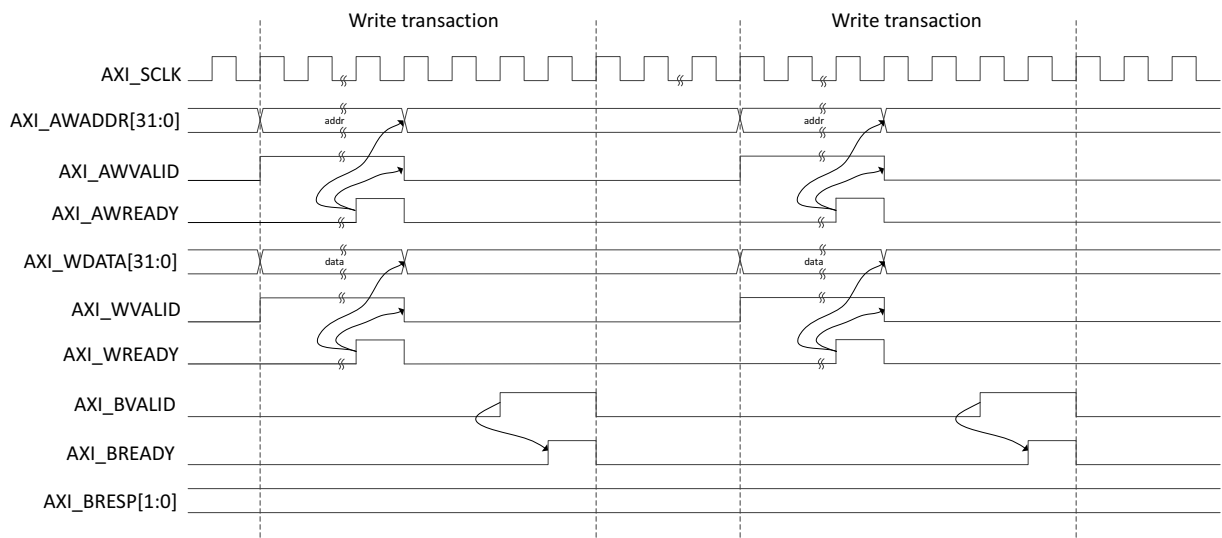 Write transaction Write transaction
AXI_SCLK
AXI_AWADDR[31:0] addr addr
AXI_AWVALID
AXI_AWREADY
AXI_WDATA[31:0] data data
AXI_WVALID
AXI_WREADY
AXI_BVALID
AXI_BREADY
AXI_BRESP[1:0]